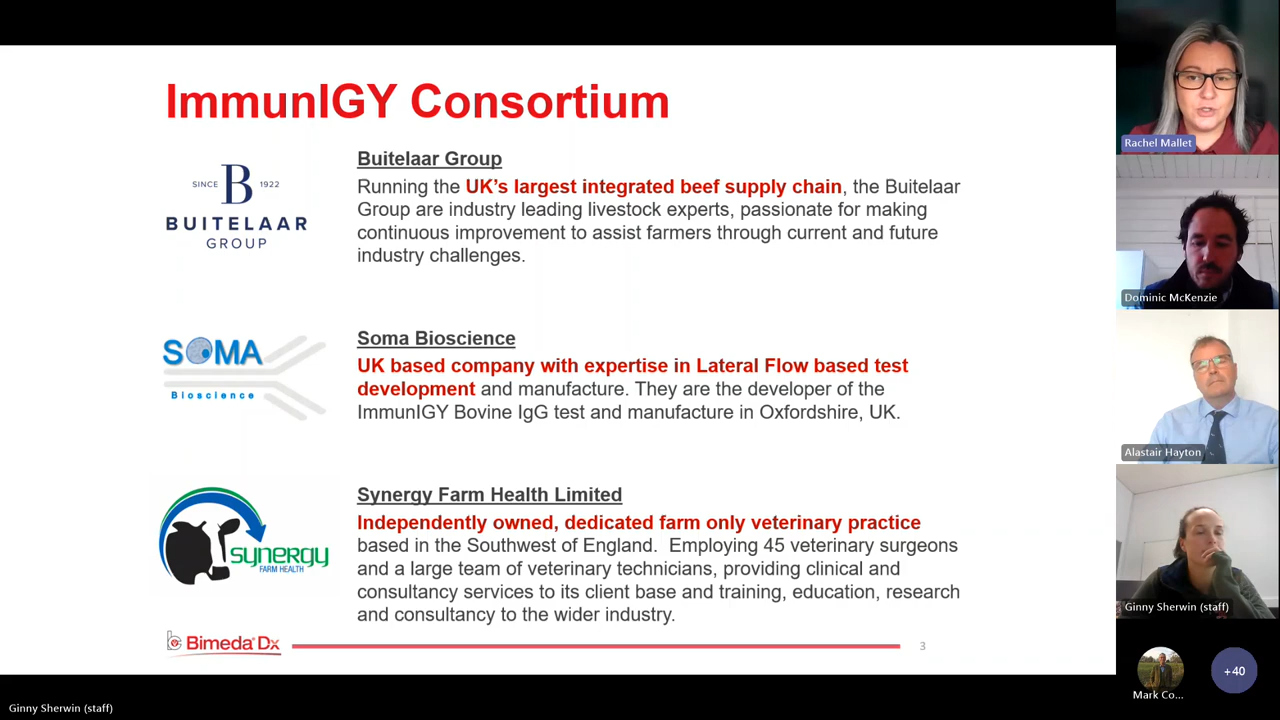 ImmunIGY Consortium
SINCE B 1922
BUITELAAR
GROUP
Buitelaar Group
Running the UK's largest integrated beef supply chain, the Buitelaar
Group are industry leading livestock experts, passionate for making
continuous improvement to assist farmers through current and future
industry challenges.
SOMA
Bioscience
Soma Bioscience
UK based company with expertise in Lateral Flow based test
development and manufacture. They are the developer of the
ImmunIGY Bovine IgG test and manufacture in Oxfordshire, UK.
synergy
FARM HEALTH
Synergy Farm Health Limited
Independently owned, dedicated farm only veterinary practice
based in the Southwest of England. Employing 45 veterinary surgeons
and a large team of veterinary technicians, providing clinical and
consultancy services to its client base and training, education, research
and consultancy to the wider industry.
Bimeda® Dx
3
Rachel Mallet
Dominic McKenzie
Alastair Hayton
Ginny Sherwin (staff)
Mark Co...
+40
Ginny Sherwin (staff)